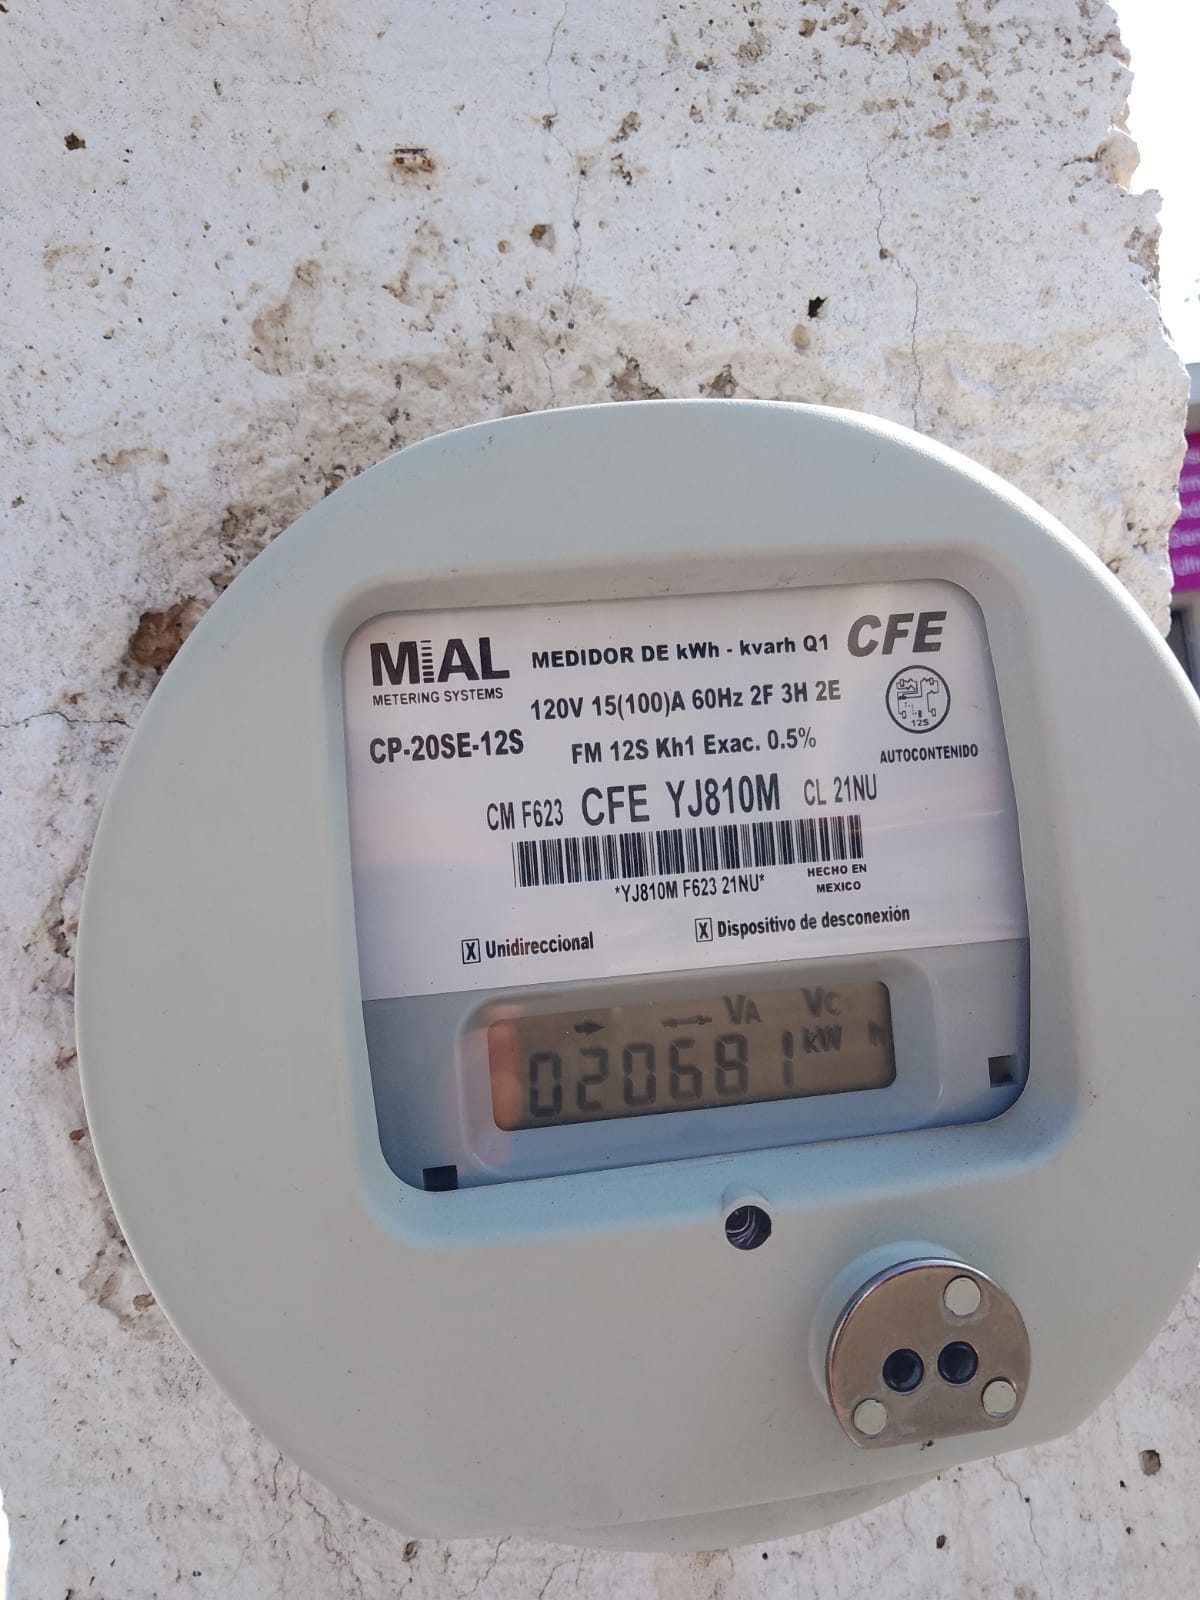 MIAL
METERING SYSTEMS
MEDIDOR DE kWh - kvarh Q1
CFE
120V 15(100)A 60Hz 2F 3H 2E
CP-20SE-12S
FM 12S Kh1 Exac. 0.5%
12S
AUTOCONTENIDO
CM F623 CFE YJ810M CL 21NU
*YJ810M F623 21NU*
HECHO EN
MEXICO
X Unidireccional
X Dispositivo de desconexión
VA VC
020681 kW h